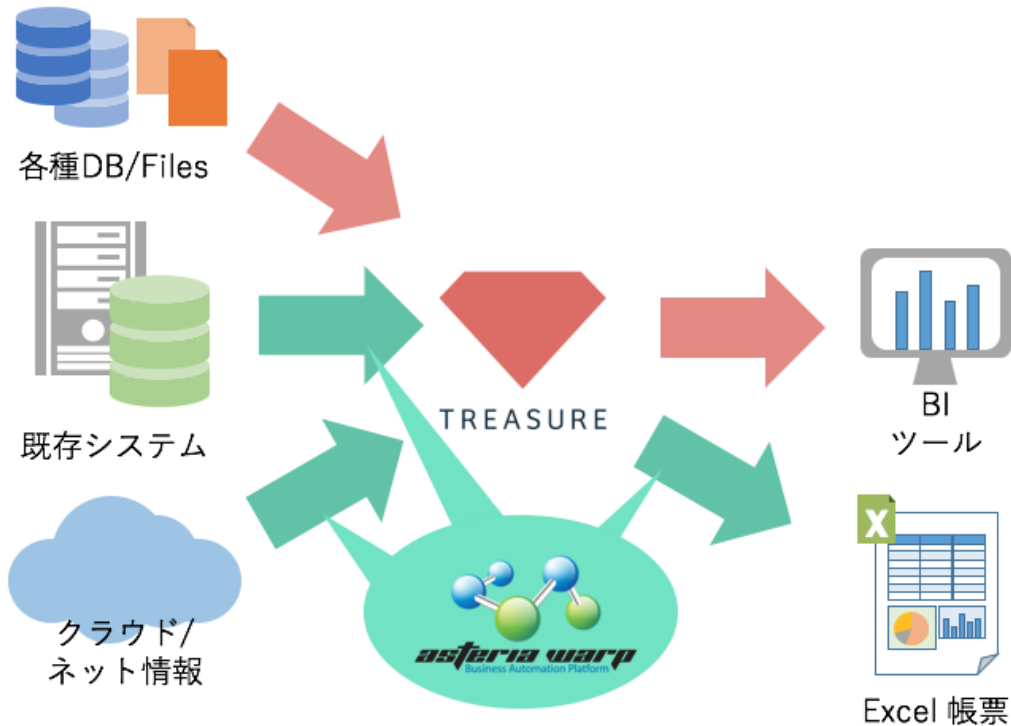 各種DB/Files
既存システム
クラウド/
ネット情報
TREASURE
asteria warp
Business Automation Platform
BI
ツール
X
Excel 帳票